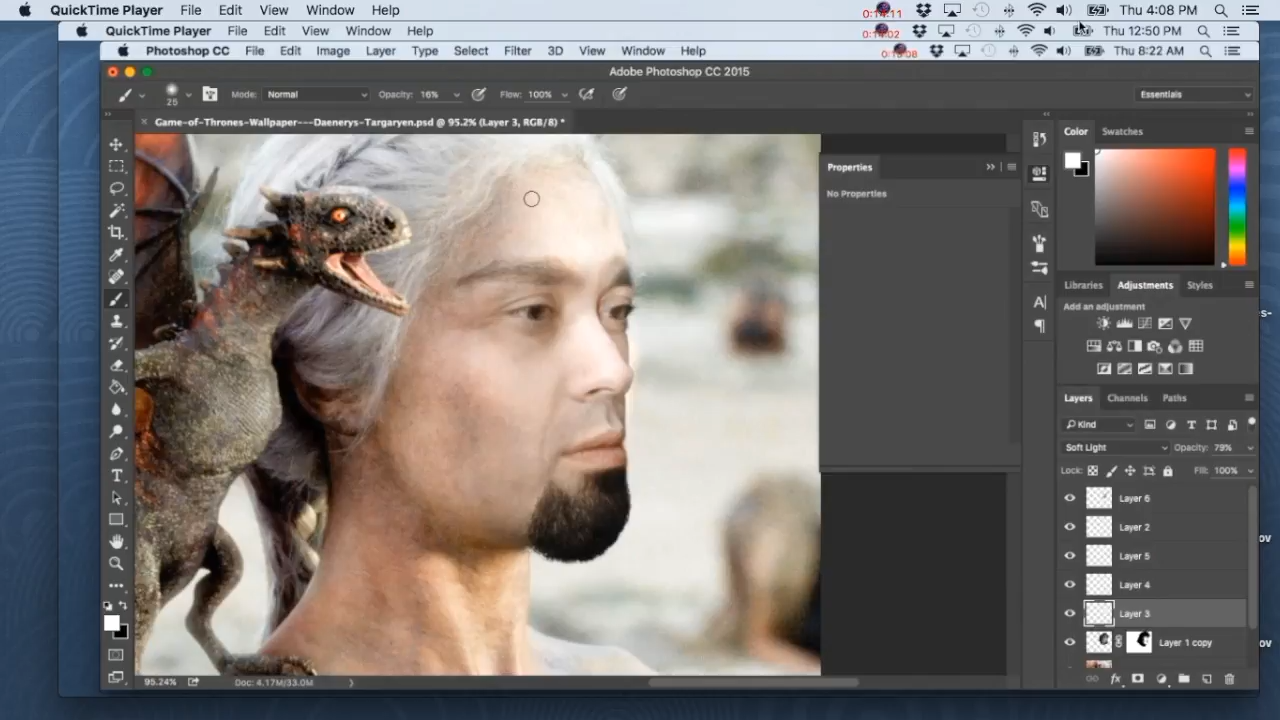 QuickTime Player File Edit View Window Help 0:14:11 Thu 4:08 PM
QuickTime Player File Edit View Window Help 0:14:02 Thu 12:50 PM
Photoshop CC File Edit Image Layer Type Select Filter 3D View Window Help Thu 8:22 AM
Adobe Photoshop CC 2015
25 Mode: Normal Opacity: 16% Flow: 100% Essentials
Game-of-Thrones-Wallpaper---Daenerys-Targaryen.psd @ 95.2% (Layer 3, RGB/8) *
Properties
No Properties
Color Swatches
Libraries Adjustments Styles
Add an adjustment
Layers Channels Paths
Kind
Soft Light Opacity: 79%
Lock: Fill: 100%
Layer 6
Layer 2
Layer 5
Layer 4
Layer 3
Layer 1 copy
95.24% Doc: 4.17M/33.0M
s-
ov
ov